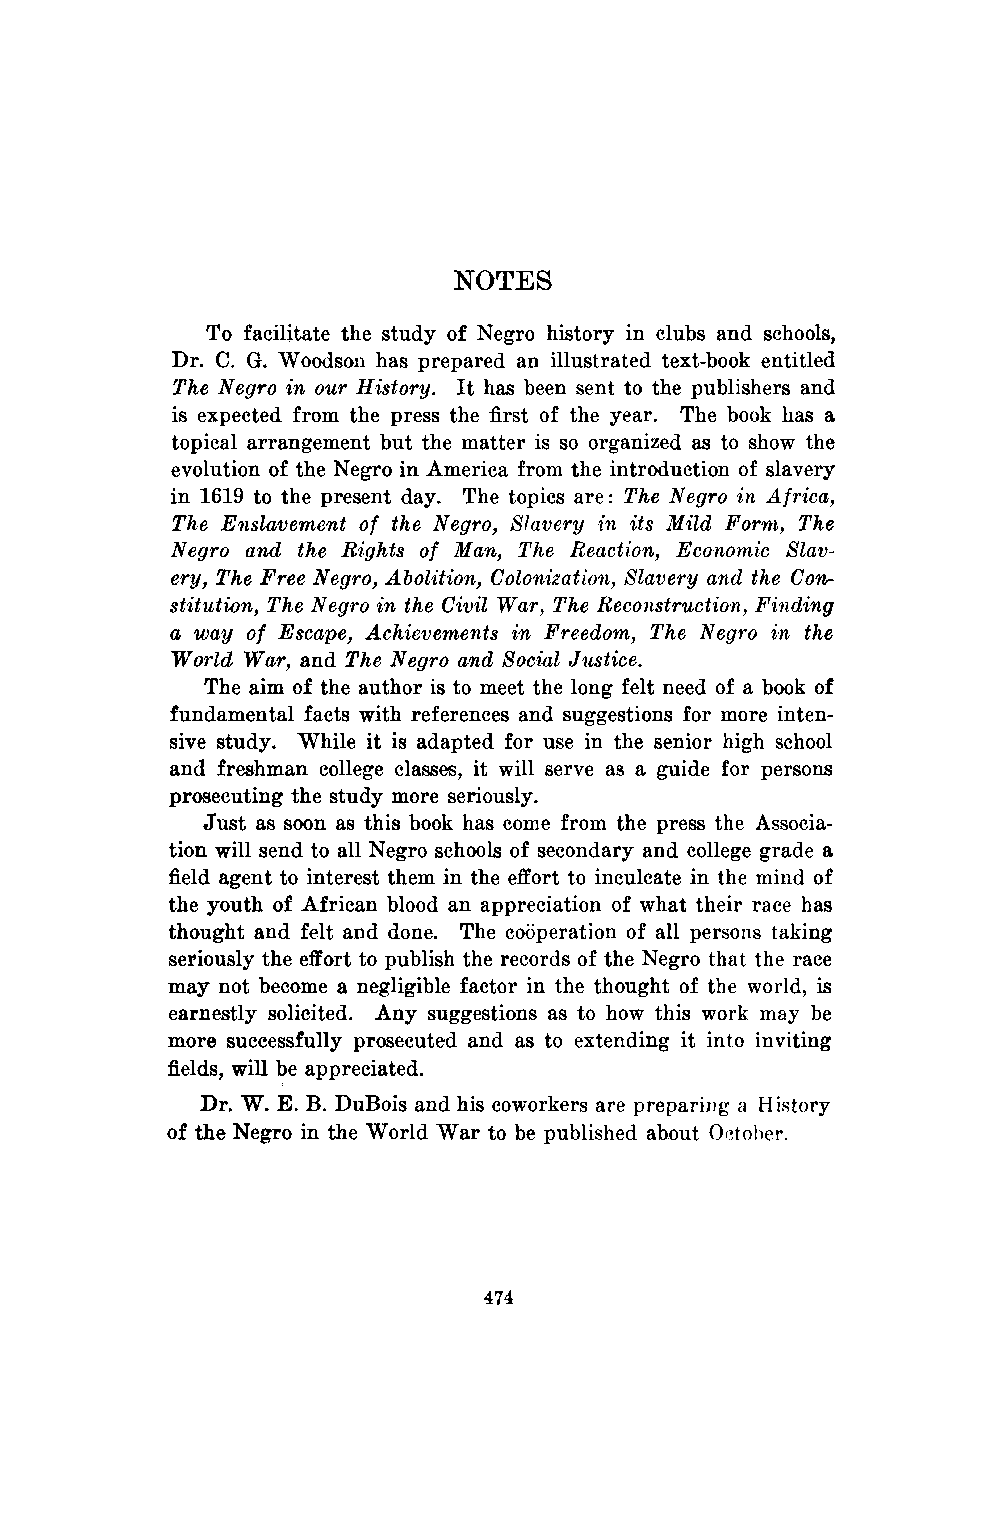 NOTES
To facilitate the study of Negro history in clubs and schools,
Dr. C. G. Woodson has prepared an illustrated text-book entitled
The Negro in our History. It has been sent to the publishers and
is expected from the press the first of the year. The book has a
topical arrangement but the matter is so organized as to show the
evolution of the Negro in America from the introduction of slavery
in 1619 to the present day. The topics are: The Negro in Africa,
The Enslavement of the Negro, Slavery in its Mild Form, The
Negro and the Rights of Man, The Reaction, Economic Slav-
ery, The Free Negro, Abolition, Colonization, Slavery and the Con-
stitution, The Negro in the Civil War, The Reconstruction, Finding
a way of Escape, Achievements in Freedom, The Negro in the
World War, and The Negro and Social Justice.
The aim of the author is to meet the long felt need of a book of
fundamental facts with references and suggestions for more inten-
sive study. While it is adapted for use in the senior high school
and freshman college classes, it will serve as a guide for persons
prosecuting the study more seriously.
Just as soon as this book has come from the press the Associa-
tion will send to all Negro schools of secondary and college grade a
field agent to interest them in the effort to inculcate in the mind of
the youth of African blood an appreciation of what their race has
thought and felt and done. The coöperation of all persons taking
seriously the effort to publish the records of the Negro that the race
may not become a negligible factor in the thought of the world, is
earnestly solicited. Any suggestions as to how this work may be
more successfully prosecuted and as to extending it into inviting
fields, will be appreciated.
Dr. W. E. B. DuBois and his coworkers are preparing a History
of the Negro in the World War to be published about October.
474